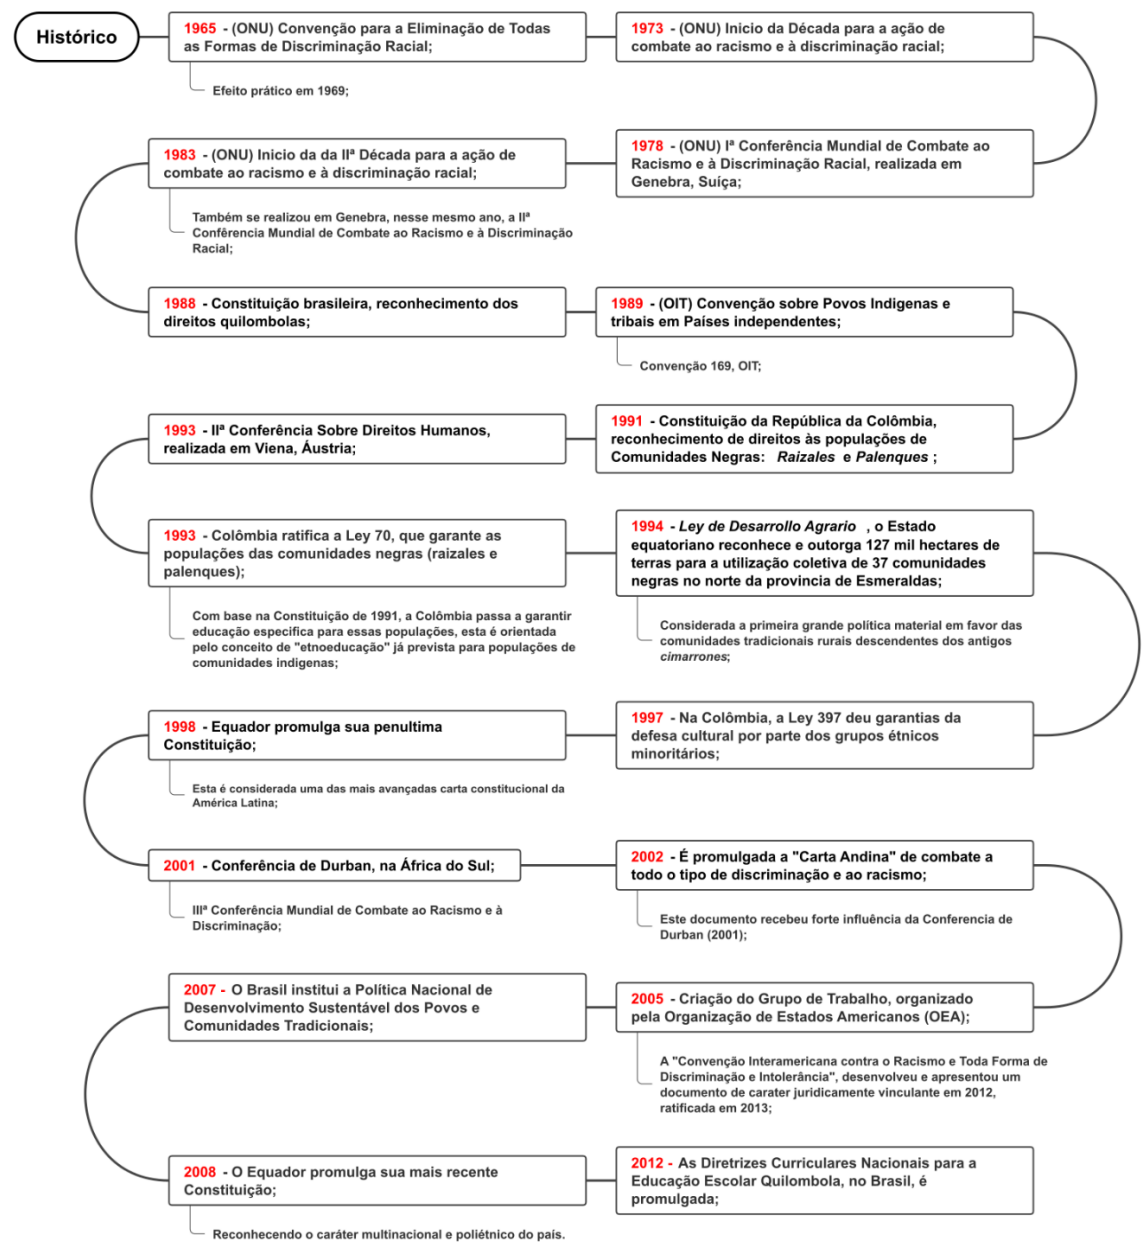 Histórico
1965 - (ONU) Convenção para a Eliminação de Todas
as Formas de Discriminação Racial;
Efeito prático em 1969;
1973 - (ONU) Inicio da Década para a ação de
combate ao racismo e à discriminação racial;
1978 - (ONU) Iª Conferência Mundial de Combate ao
Racismo e à Discriminação Racial, realizada em
Genebra, Suíça;
1983 - (ONU) Inicio da da IIª Década para a ação de
combate ao racismo e à discriminação racial;
Também se realizou em Genebra, nesse mesmo ano, a IIª
Confêrencia Mundial de Combate ao Racismo e à Discriminação
Racial;
1988 - Constituição brasileira, reconhecimento dos
direitos quilombolas;
1989 - (OIT) Convenção sobre Povos Indigenas e
tribais em Países independentes;
Convenção 169, OIT;
1991 - Constituição da República da Colômbia,
reconhecimento de direitos às populações de
Comunidades Negras: Raizales e Palenques ;
1993 - IIª Conferência Sobre Direitos Humanos,
realizada em Viena, Áustria;
1993 - Colômbia ratifica a Ley 70, que garante as
populações das comunidades negras (raizales e
palenques);
Com base na Constituição de 1991, a Colômbia passa a garantir
educação especifica para essas populações, esta é orientada
pelo conceito de "etnoeducação" já prevista para populações de
comunidades indigenas;
1994 - Ley de Desarrollo Agrario , o Estado
equatoriano reconhece e outorga 127 mil hectares de
terras para a utilização coletiva de 37 comunidades
negras no norte da provincia de Esmeraldas;
Considerada a primeira grande política material em favor das
comunidades tradicionais rurais descendentes dos antigos
cimarrones;
1997 - Na Colômbia, a Ley 397 deu garantias da
defesa cultural por parte dos grupos étnicos
minoritários;
1998 - Equador promulga sua penultima
Constituição;
Esta é considerada uma das mais avançadas carta constitucional da
América Latina;
2001 - Conferência de Durban, na África do Sul;
IIIª Conferência Mundial de Combate ao Racismo e à
Discriminação;
2002 - É promulgada a "Carta Andina" de combate a
todo o tipo de discriminação e ao racismo;
Este documento recebeu forte influência da Conferencia de
Durban (2001);
2005 - Criação do Grupo de Trabalho, organizado
pela Organização de Estados Americanos (OEA);
A "Convenção Interamericana contra o Racismo e Toda Forma de
Discriminação e Intolerância", desenvolveu e apresentou um
documento de carater juridicamente vinculante em 2012,
ratificada em 2013;
2007 - O Brasil institui a Política Nacional de
Desenvolvimento Sustentável dos Povos e
Comunidades Tradicionais;
2008 - O Equador promulga sua mais recente
Constituição;
Reconhecendo o caráter multinacional e poliétnico do país.
2012 - As Diretrizes Curriculares Nacionais para a
Educação Escolar Quilombola, no Brasil, é
promulgada;